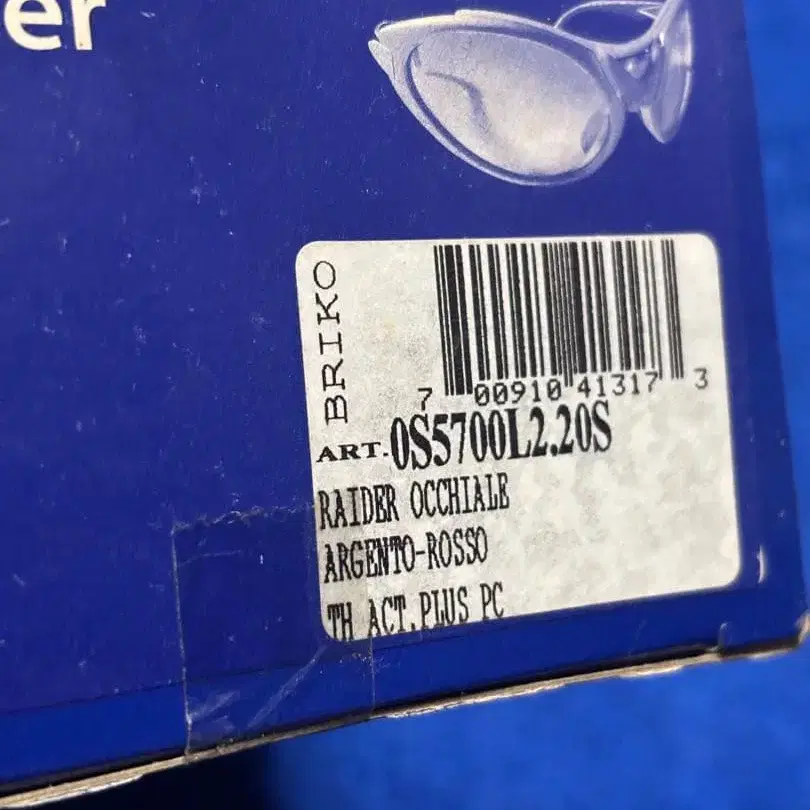 er
BRIKO
7 00910 41317 3
ART. 0S5700L2.20S
RAIDER OCCHIALE
ARGENTO-ROSSO
TH ACT.PLUS PC